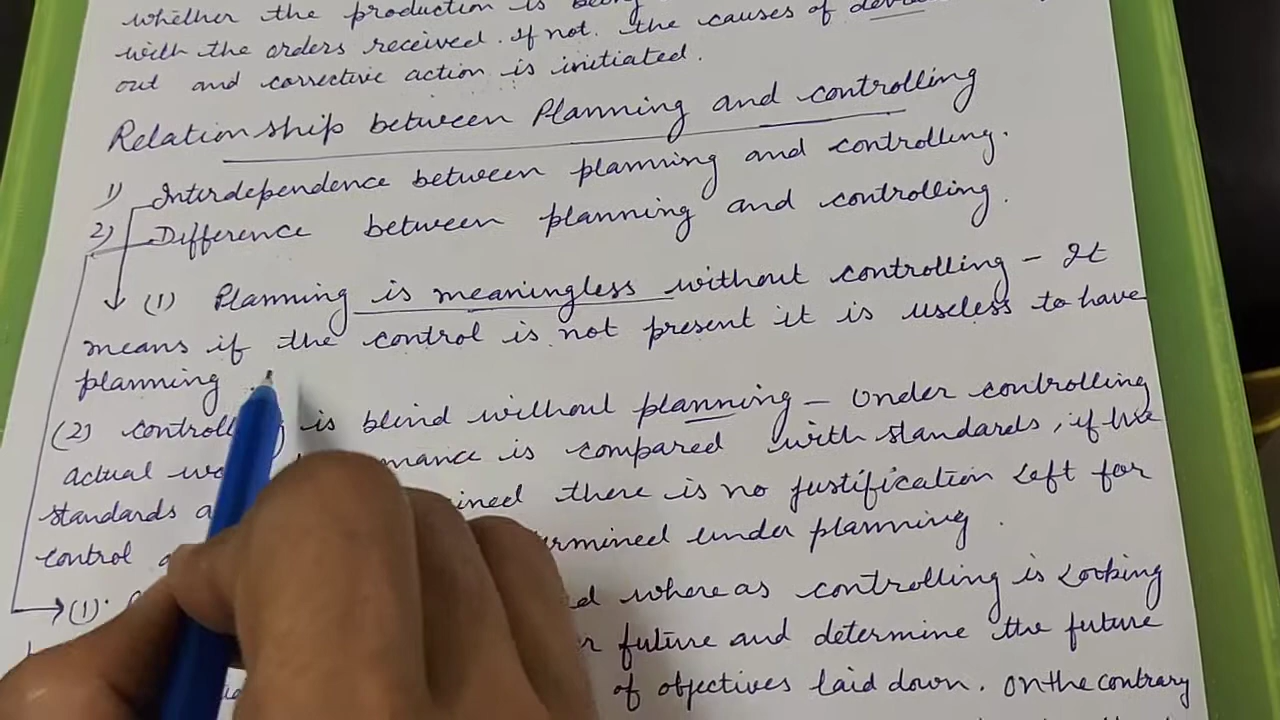 whether the production is being
with the orders received. If not. the causes of
out and corrective action is initiated.
Relationship between Planning and controlling
1) Interdependence between planning and controlling.
2) Difference between planning and controlling.
(1) Planning is meaningless without controlling - It
means if the control is not present it is useless to have
planning
(2) is blind without planning - Under controlling
actual is compared with standards, if the
standards there is no justification left for
control under planning.
(1). where as controlling is Looking
future and determine the future
of objectives laid down. On the contrary